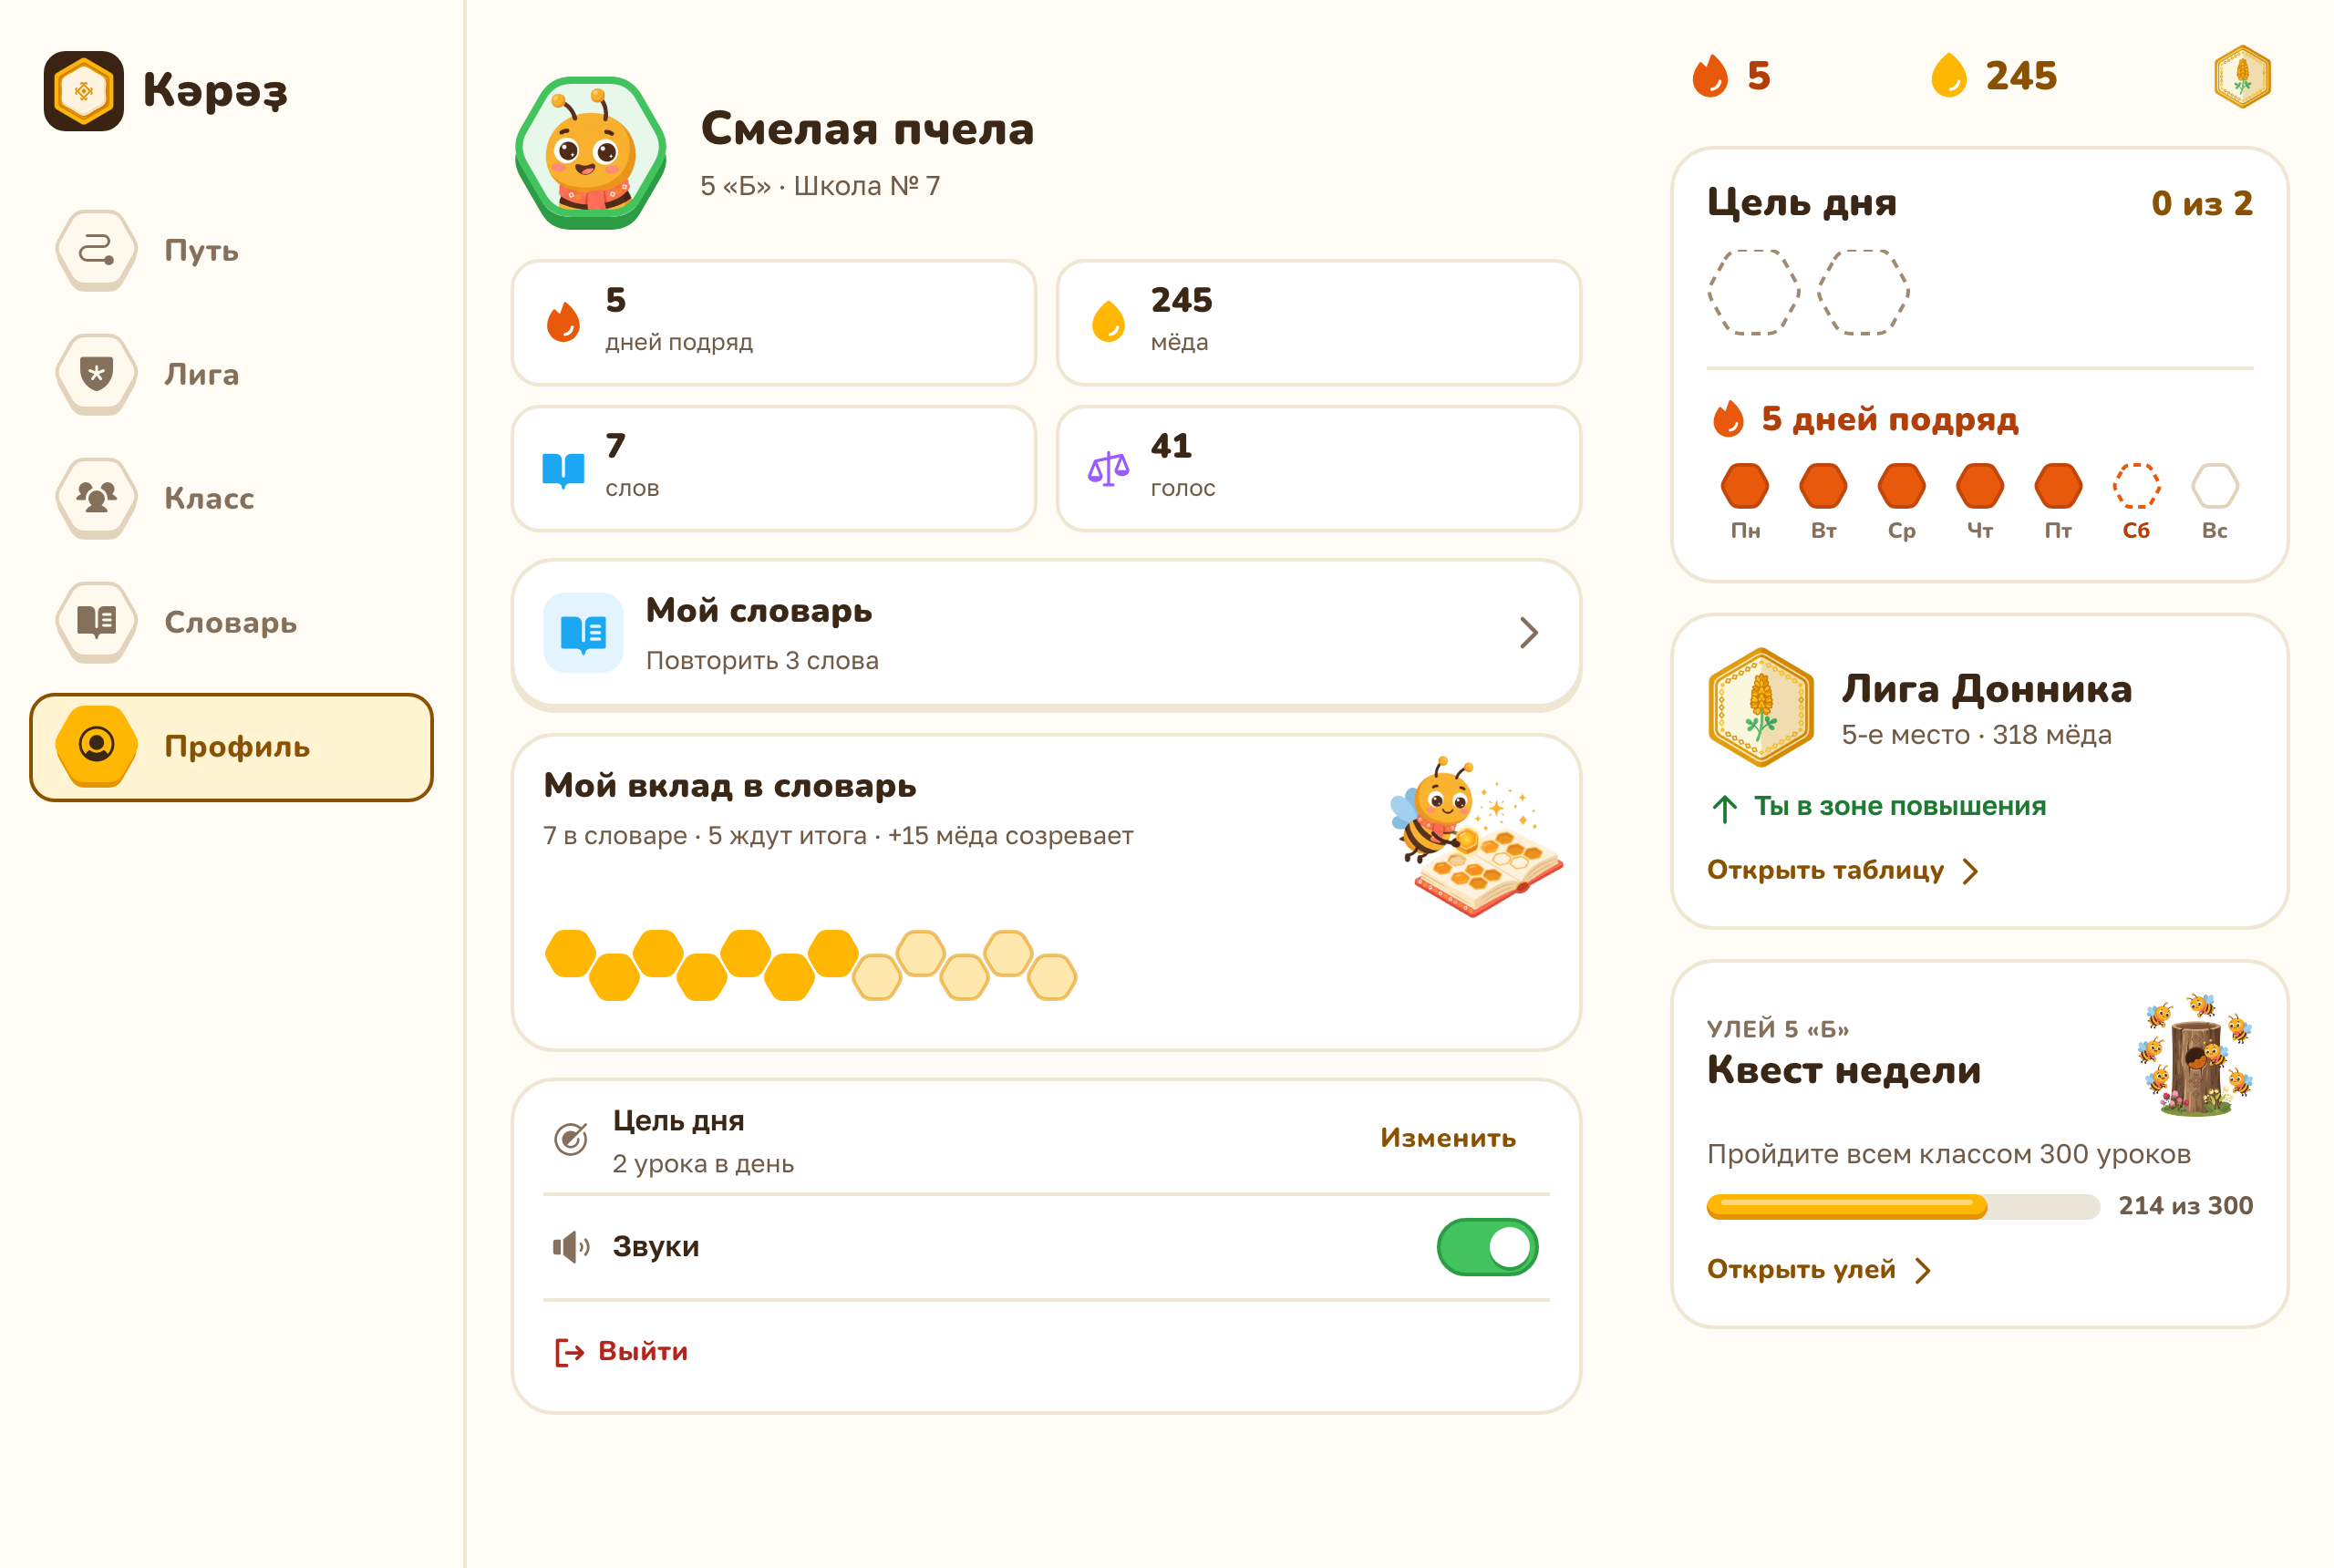 Кәрәҙ
Путь
Лига
Класс
Словарь
Профиль
Смелая пчела
5 «Б» · Школа № 7
5
дней подряд
245
мёда
7
слов
41
голос
Мой словарь
Повторить 3 слова
Мой вклад в словарь
7 в словаре · 5 ждут итога · +15 мёда созревает
Цель дня
2 урока в день
Изменить
Звуки
Выйти
5
245
Цель дня
0 из 2
5 дней подряд
Пн Вт Ср Чт Пт Сб Вс
Лига Донника
5-е место · 318 мёда
Ты в зоне повышения
Открыть таблицу
УЛЕЙ 5 «Б»
Квест недели
Пройдите всем классом 300 уроков
214 из 300
Открыть улей